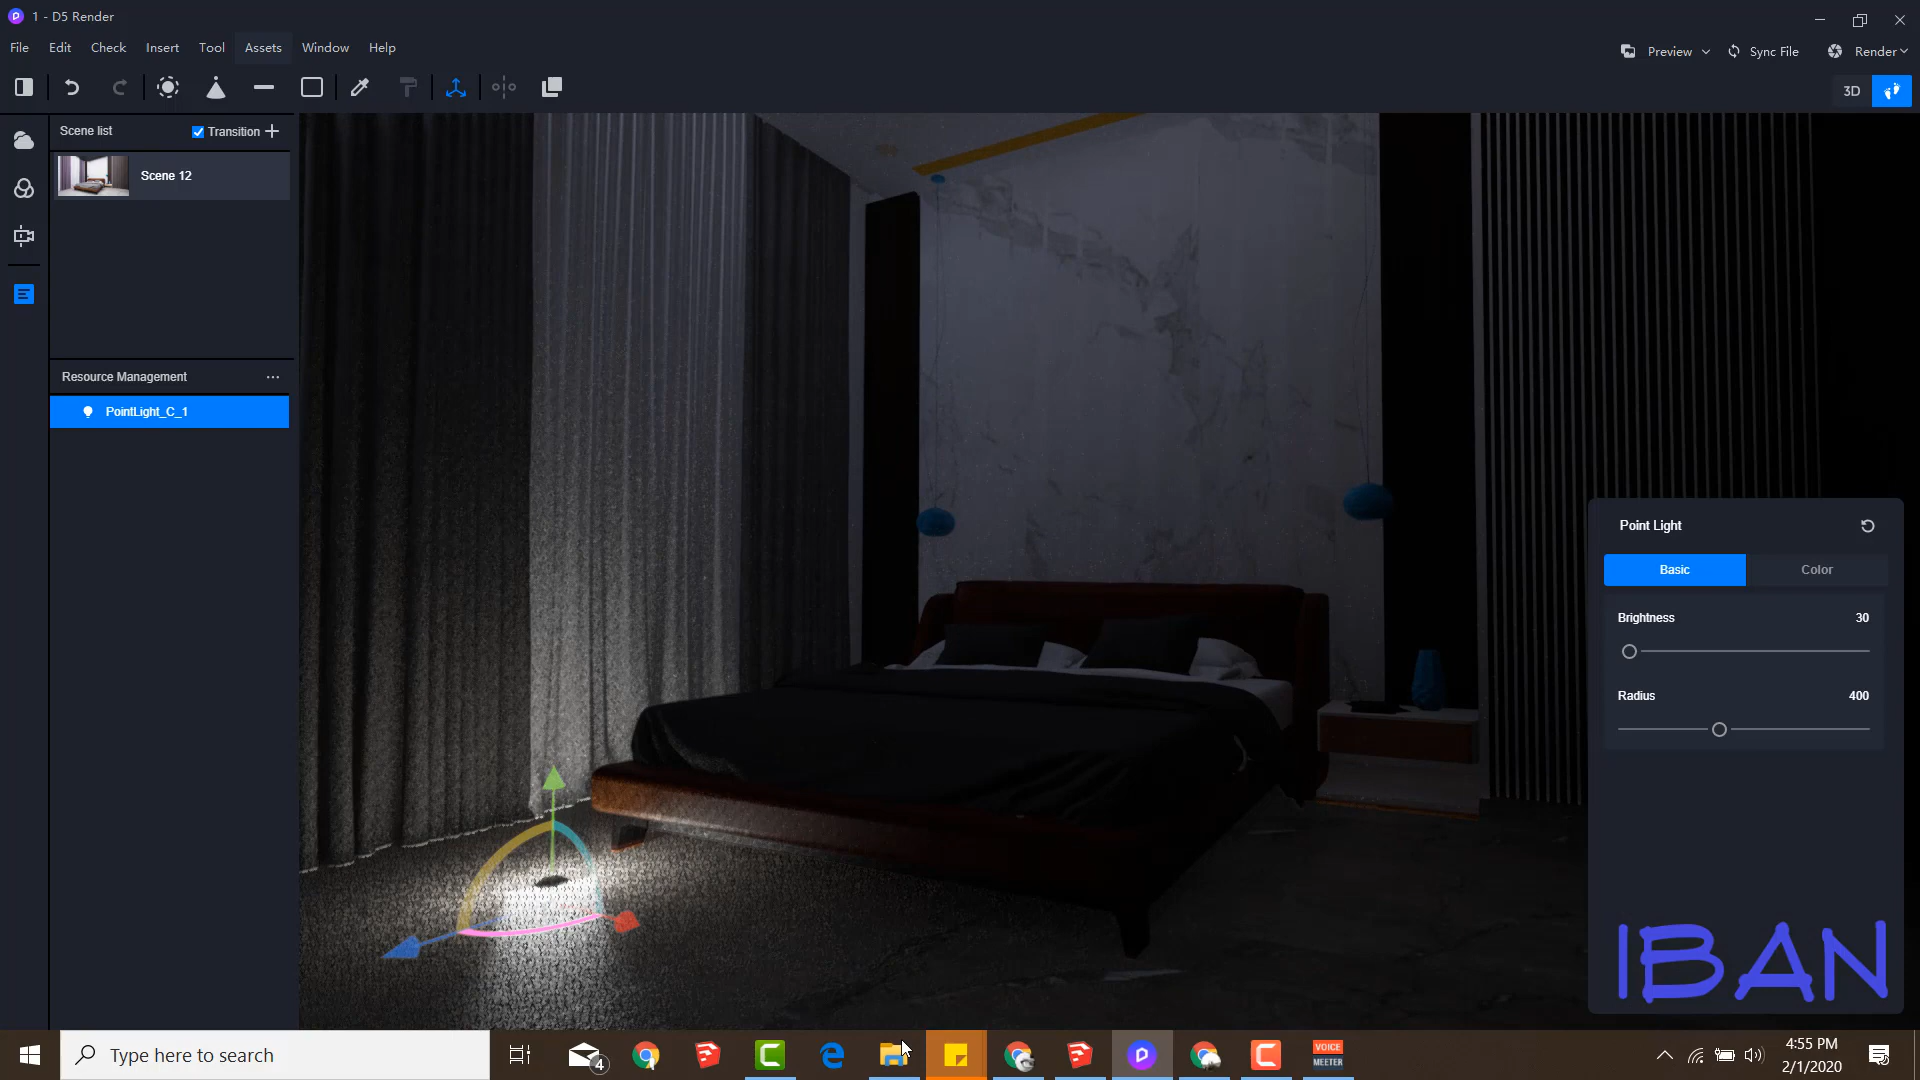 1 - D5 Render
File Edit Check Insert Tool Assets Window Help
Preview Sync File Render
3D
Scene list Transition
Scene 12
Resource Management
PointLight_C_1
Point Light
Basic Color
Brightness 30
Radius 400
IBAN
Type here to search
4
VOICE
MEETER
4:55 PM
2/1/2020